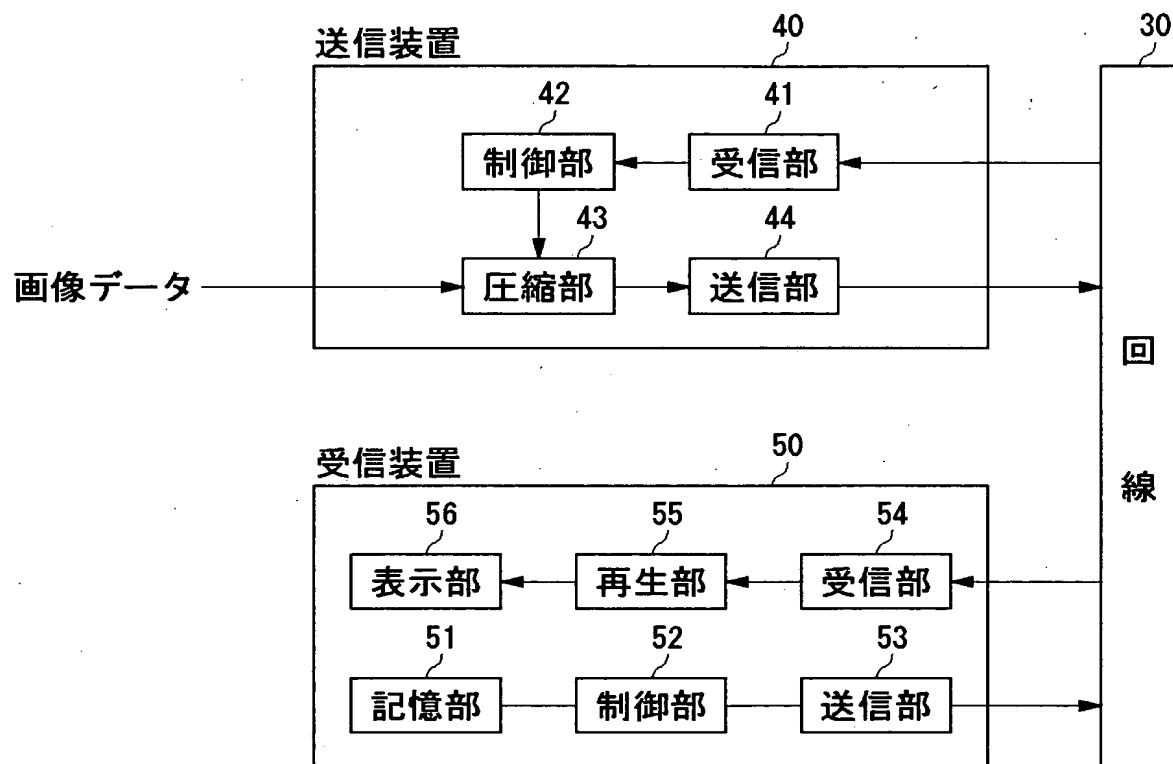 送信装置
40
30
42
41
制御部
受信部
43
44
画像データ
圧縮部
送信部
回線
受信装置
50
56
55
54
表示部
再生部
受信部
51
52
53
記憶部
制御部
送信部